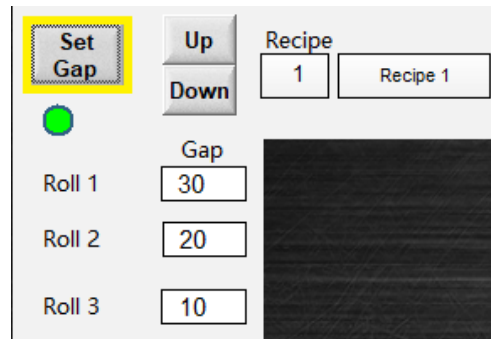 Set
Gap
Up
Down
Recipe
1
Recipe 1
Gap
Roll 1
30
Roll 2
20
Roll 3
10